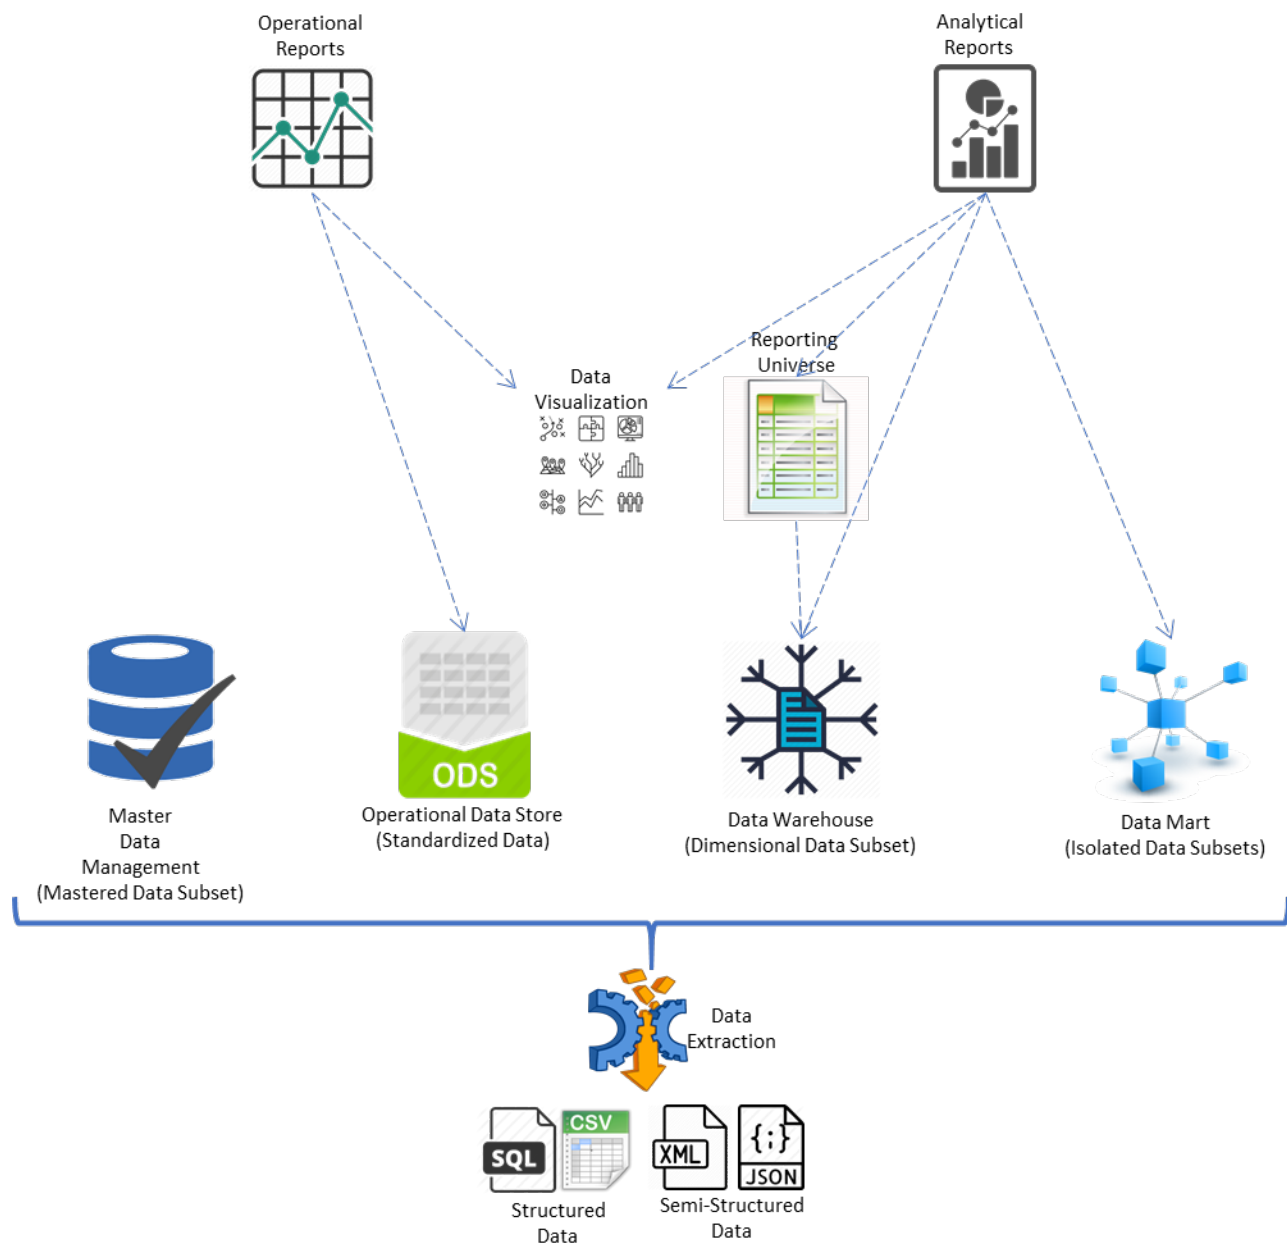 Operational
Reports
Analytical
Reports
Reporting
Universe
Data
Visualization
ODS
Master
Data
Management
(Mastered Data Subset)
Operational Data Store
(Standardized Data)
Data Warehouse
(Dimensional Data Subset)
Data Mart
(Isolated Data Subsets)
Data
Extraction
SQL
CSV
XML
{;}
JSON
Structured
Data
Semi-Structured
Data